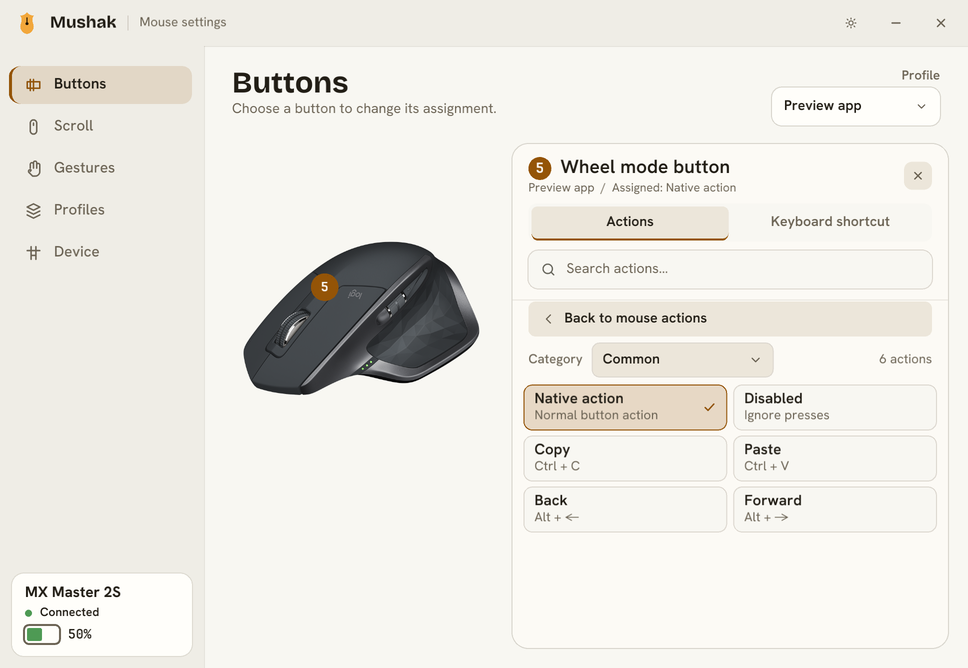 Mushak
Mouse settings
Buttons
Scroll
Gestures
Profiles
Device
MX Master 2S
Connected
50%
Buttons
Choose a button to change its assignment.
Profile
Preview app
5
logi
5 Wheel mode button
Preview app / Assigned: Native action
Actions
Keyboard shortcut
Search actions...
Back to mouse actions
Category
Common
6 actions
Native action
Normal button action
Disabled
Ignore presses
Copy
Ctrl + C
Paste
Ctrl + V
Back
Alt + ←
Forward
Alt + →